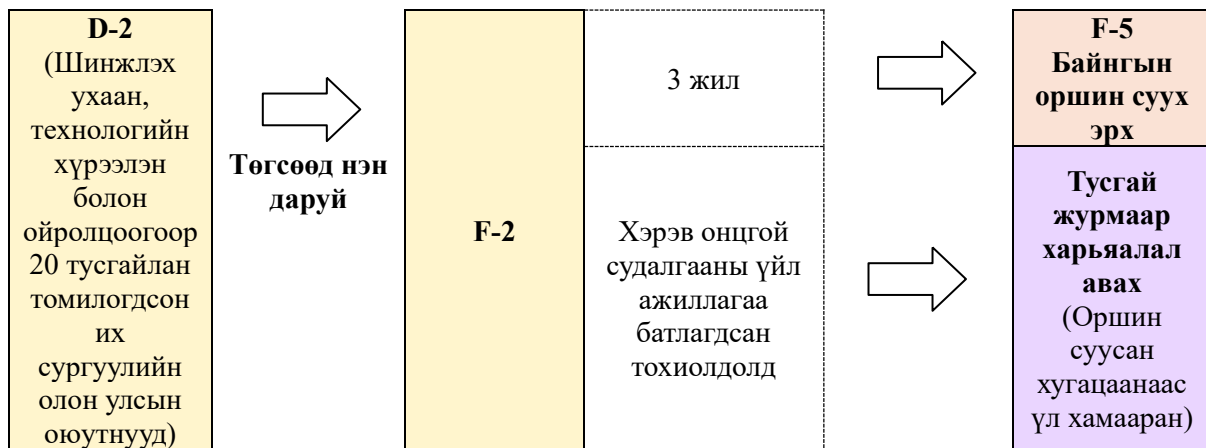 D-2
(Шинжлэх
ухаан,
технологийн
хүрээлэн
болон
ойролцоогоор
20 тусгайлан
томилогдсон
их
сургуулийн
олон улсын
оюутнууд)
Төгсөөд нэн
даруй
F-2
3 жил
Хэрэв онцгой
судалгааны үйл
ажиллагаа
батлагдсан
тохиолдолд
F-5
Байнгын
оршин суух
эрх
Тусгай
журмаар
харьяалал
авах
(Оршин
суусан
хугацаанаас
үл хамааран)